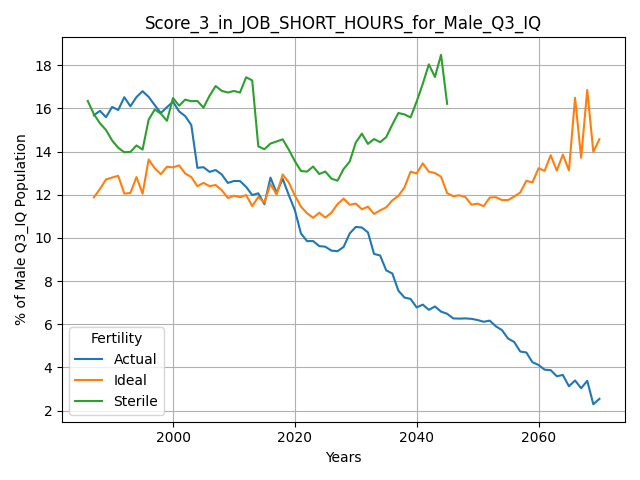 Score_3_in_JOB_SHORT_HOURS_for_Male_Q3_IQ
% of Male Q3_IQ Population
18
16
14
12
10
8
6
4
2
Fertility
Actual
Ideal
Sterile
2000
2020
2040
2060
Years